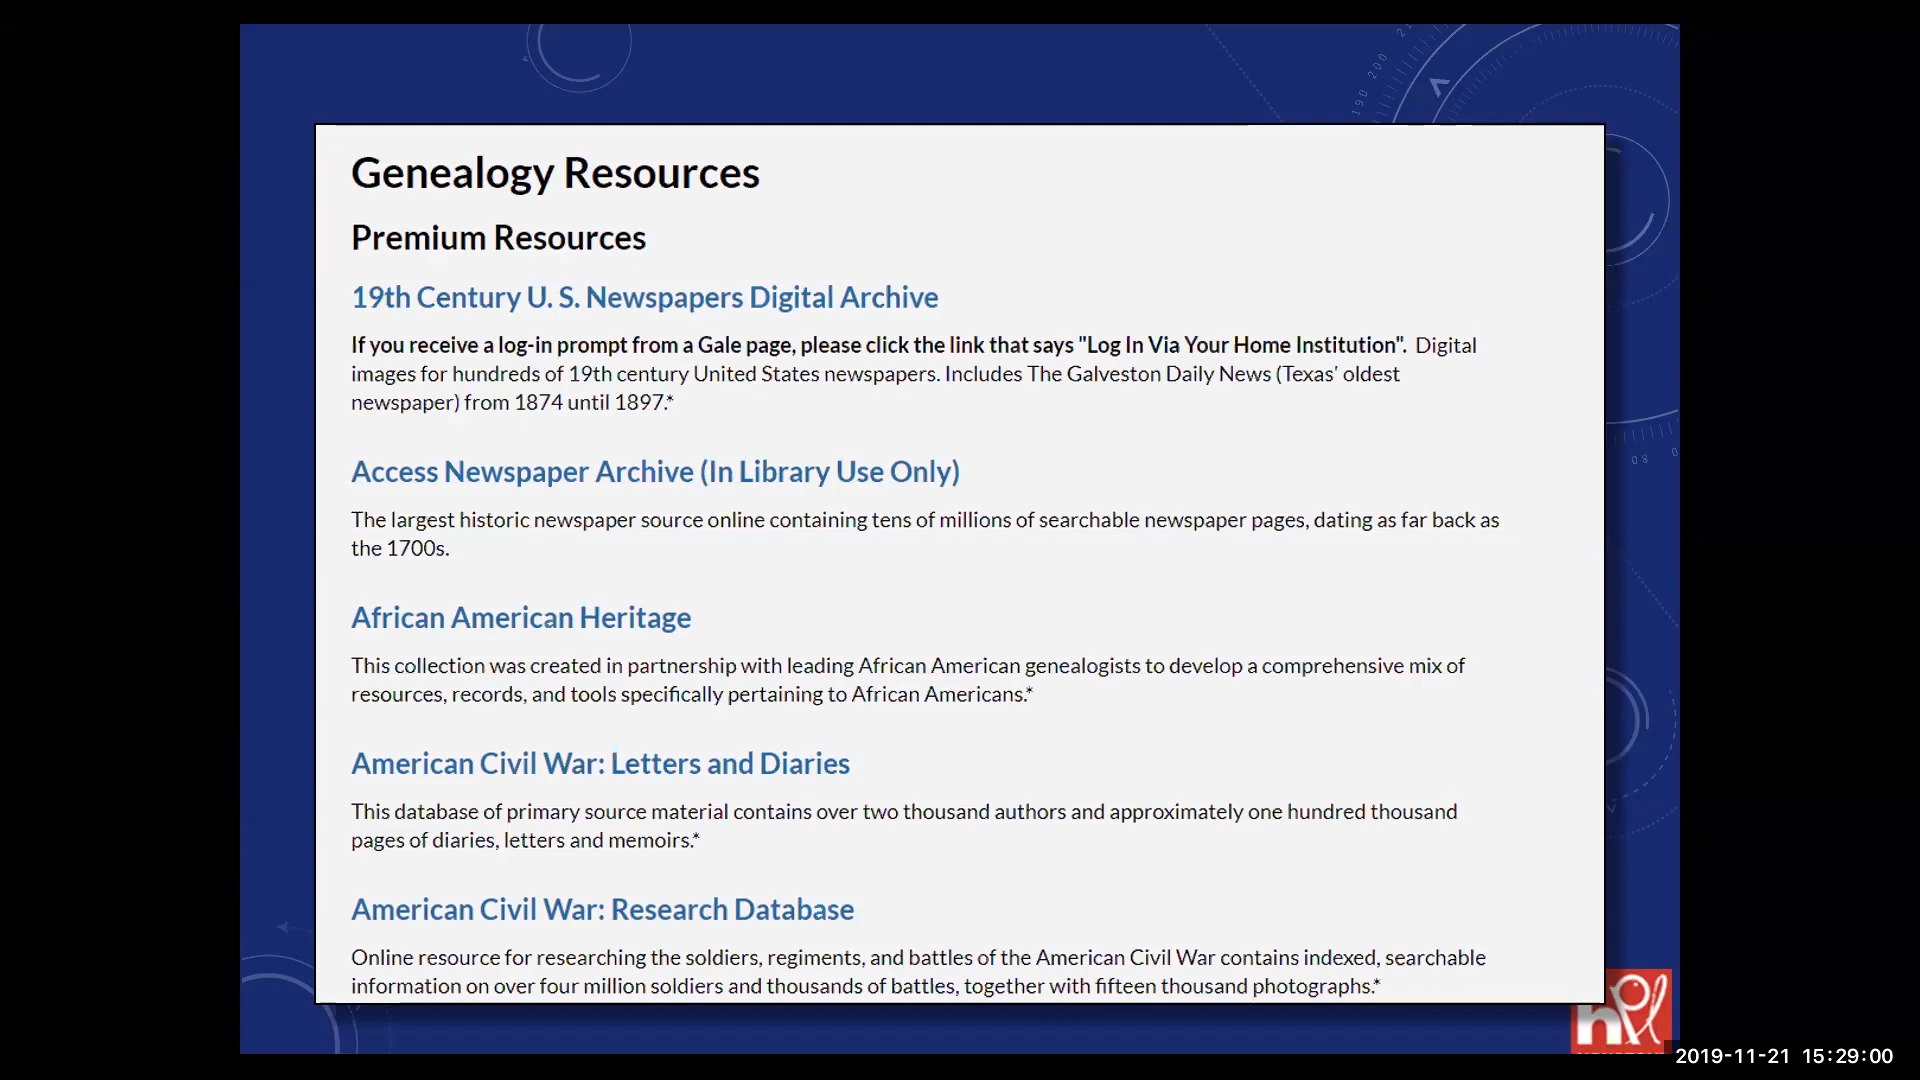 Genealogy Resources
Premium Resources
19th Century U. S. Newspapers Digital Archive
If you receive a log-in prompt from a Gale page, please click the link that says "Log In Via Your Home Institution". Digital
images for hundreds of 19th century United States newspapers. Includes The Galveston Daily News (Texas' oldest
newspaper) from 1874 until 1897.*
Access Newspaper Archive (In Library Use Only)
The largest historic newspaper source online containing tens of millions of searchable newspaper pages, dating as far back as
the 1700s.
African American Heritage
This collection was created in partnership with leading African American genealogists to develop a comprehensive mix of
resources, records, and tools specifically pertaining to African Americans.*
American Civil War: Letters and Diaries
This database of primary source material contains over two thousand authors and approximately one hundred thousand
pages of diaries, letters and memoirs.*
American Civil War: Research Database
Online resource for researching the soldiers, regiments, and battles of the American Civil War contains indexed, searchable
information on over four million soldiers and thousands of battles, together with fifteen thousand photographs.*
190 200
hpl
2019-11-21 15:29:00